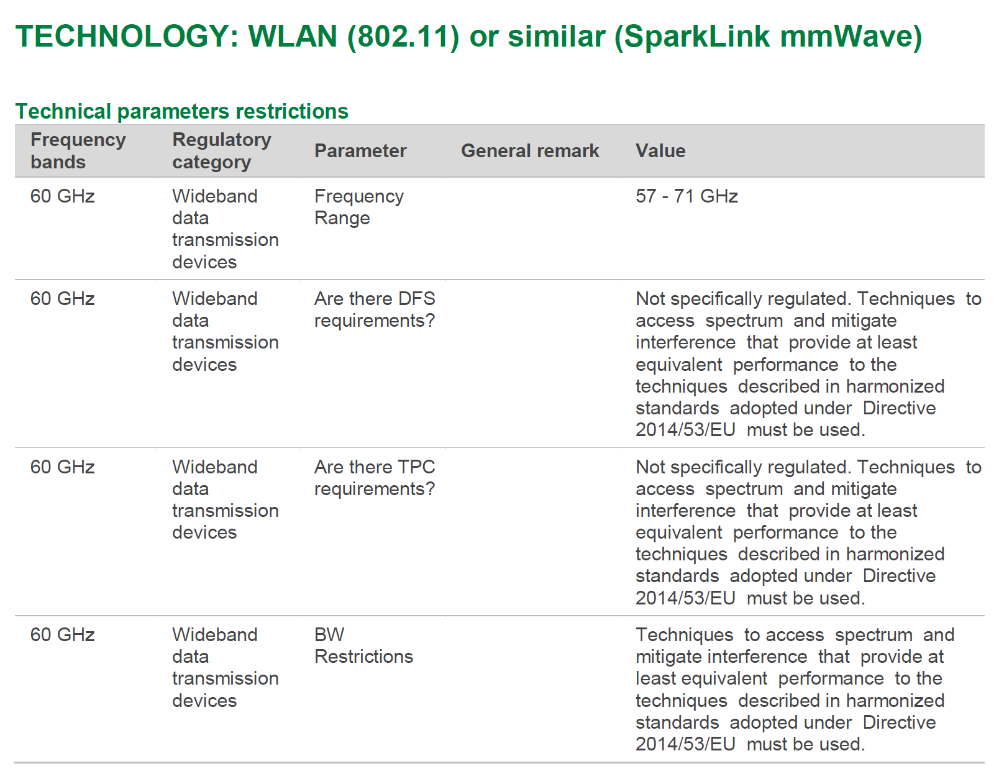 TECHNOLOGY: WLAN (802.11) or similar (SparkLink mmWave)
Technical parameters restrictions
Frequency bands | Regulatory category | Parameter | General remark | Value
60 GHz
Wideband
data
transmission
devices
Frequency
Range
57 - 71 GHz
60 GHz
Wideband
data
transmission
devices
Are there DFS
requirements?
Not specifically regulated. Techniques to
access spectrum and mitigate
interference that provide at least
equivalent performance to the
techniques described in harmonized
standards adopted under Directive
2014/53/EU must be used.
60 GHz
Wideband
data
transmission
devices
Are there TPC
requirements?
Not specifically regulated. Techniques to
access spectrum and mitigate
interference that provide at least
equivalent performance to the
techniques described in harmonized
standards adopted under Directive
2014/53/EU must be used.
60 GHz
Wideband
data
transmission
devices
BW
Restrictions
Techniques to access spectrum and
mitigate interference that provide at
least equivalent performance to the
techniques described in harmonized
standards adopted under Directive
2014/53/EU must be used.